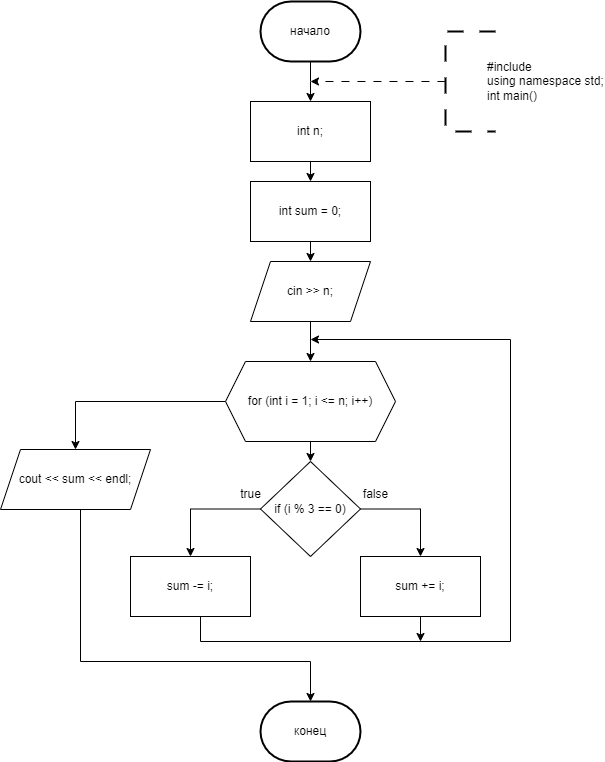 начало
#include
using namespace std;
int main()
int n;
int sum = 0;
cin >> n;
for (int i = 1; i <= n; i++)
cout << sum << endl;
true
false
if (i % 3 == 0)
sum -= i;
sum += i;
конец